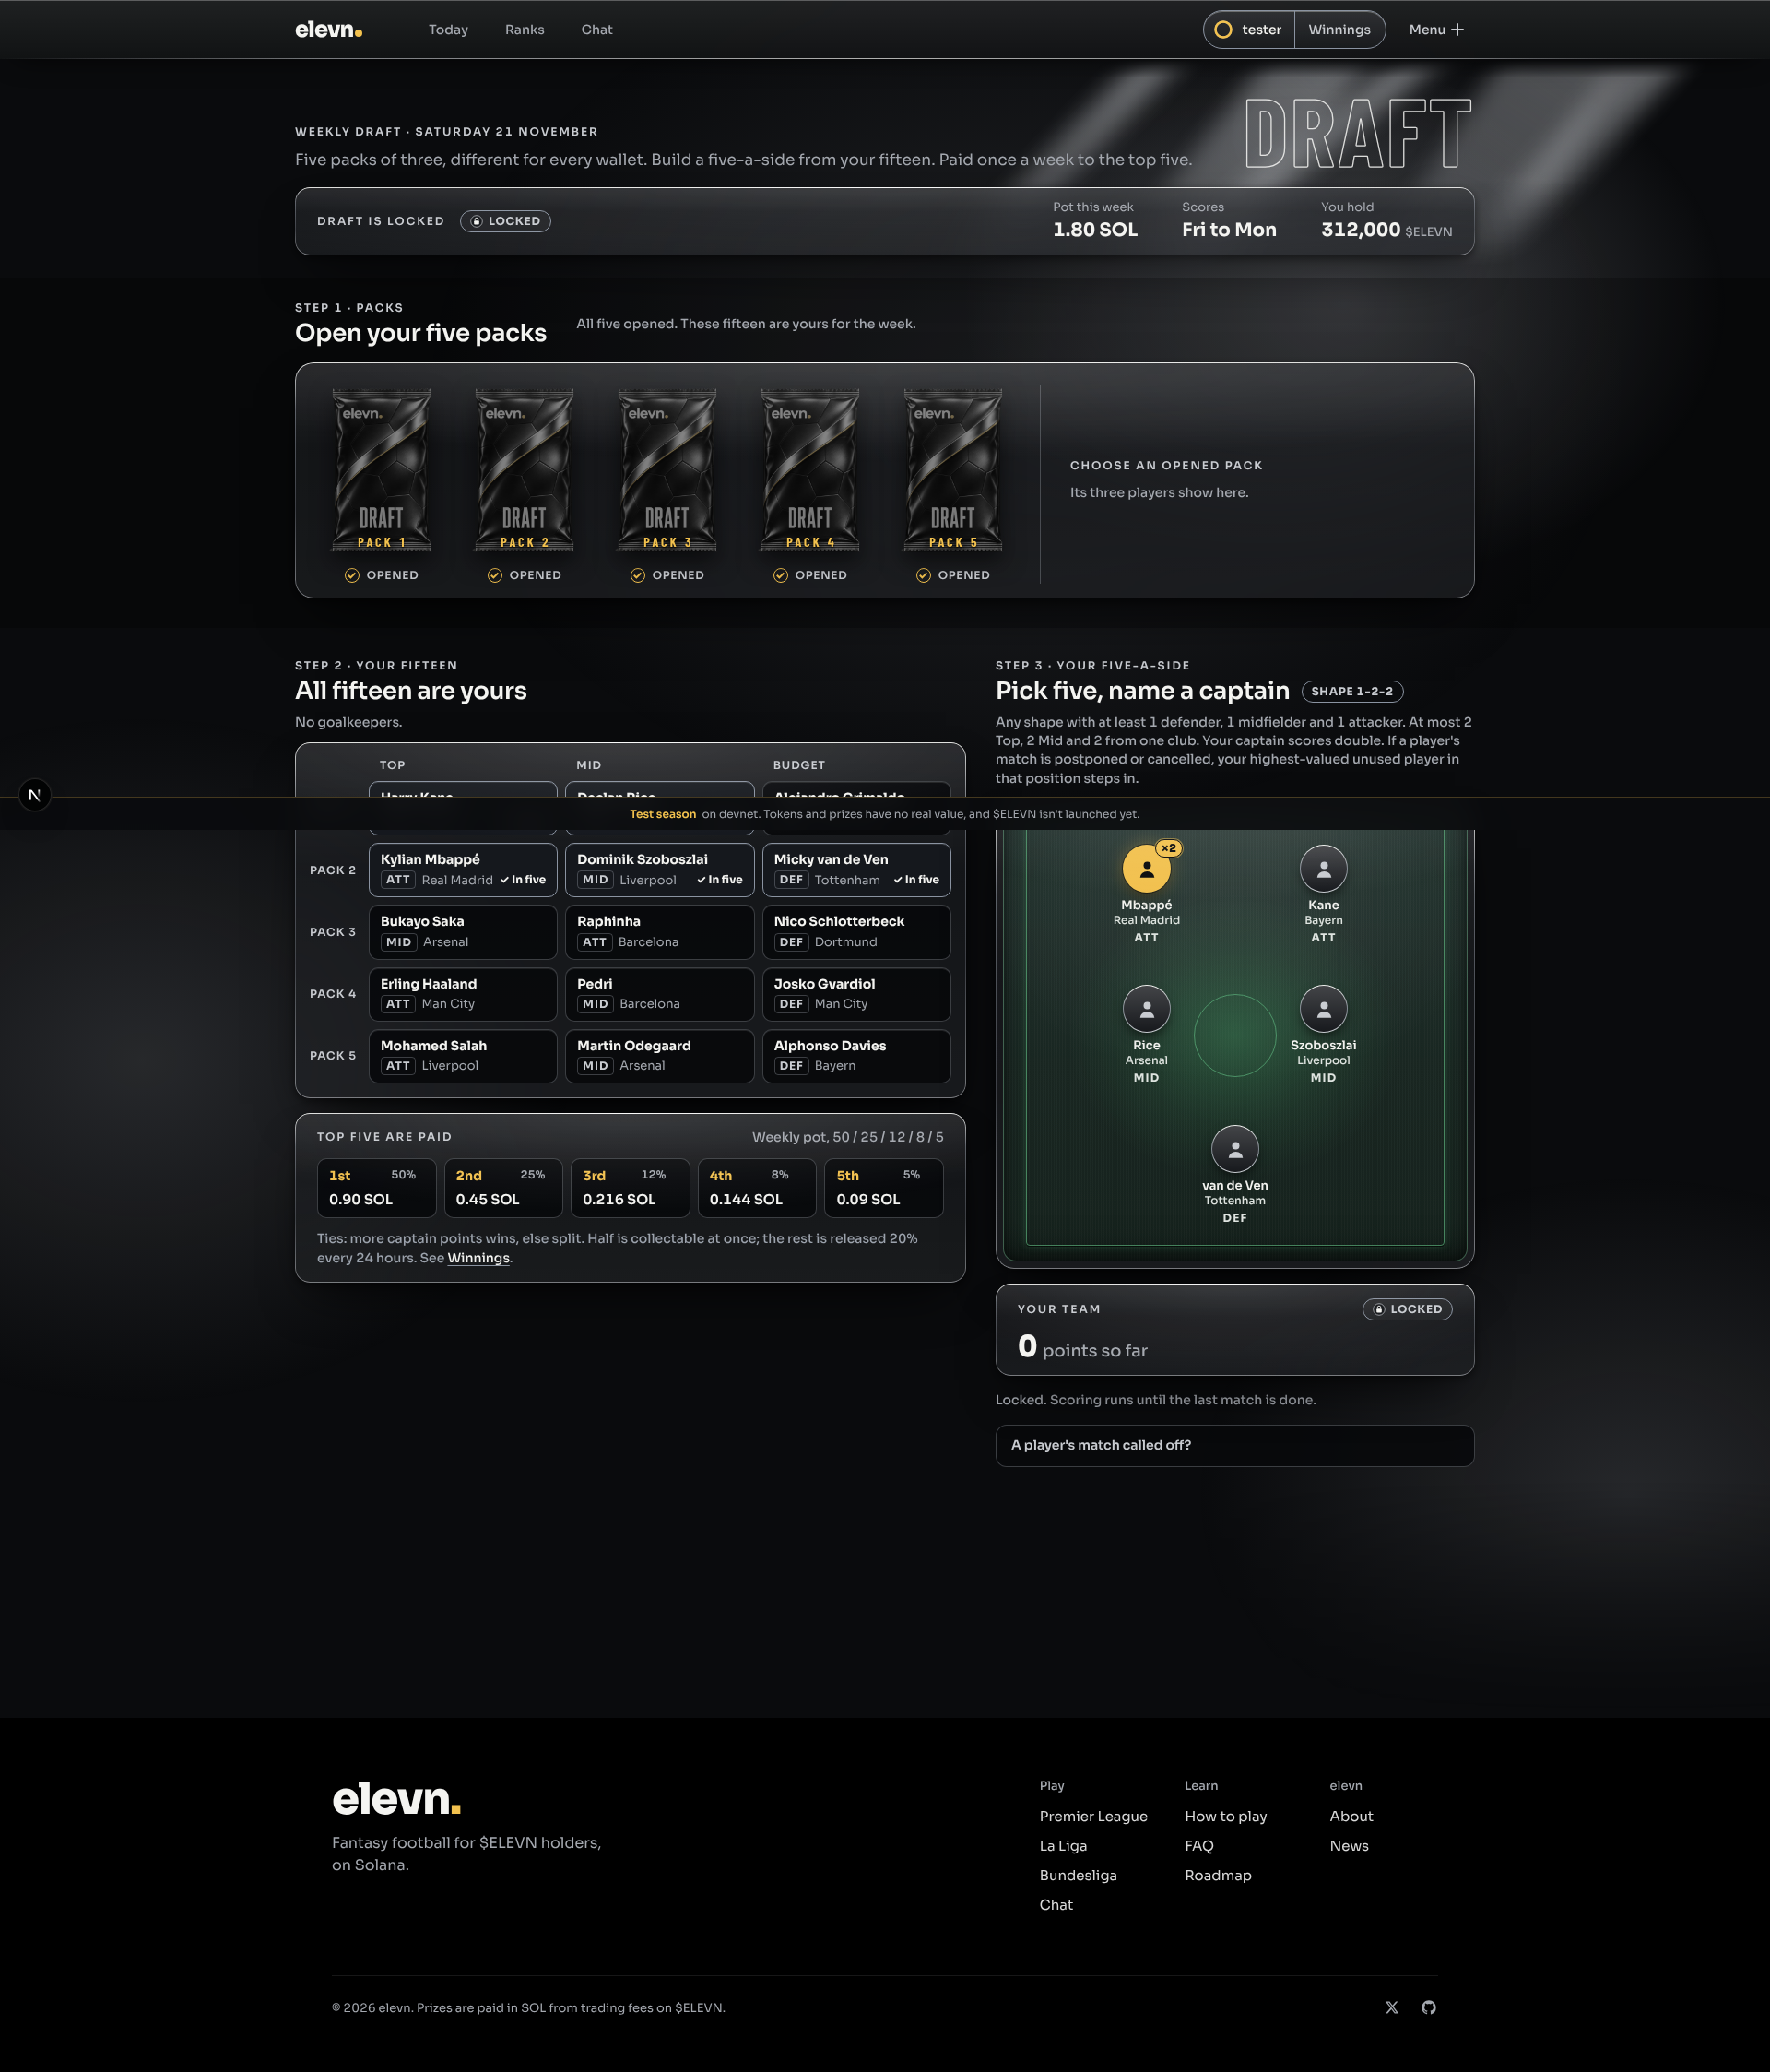 elevn.
Today
Ranks
Chat
tester
Winnings
Menu
DRAFT
WEEKLY DRAFT · SATURDAY 21 NOVEMBER
Five packs of three, different for every wallet. Build a five-a-side from your fifteen. Paid once a week to the top five.
DRAFT IS LOCKED
LOCKED
Pot this week
1.80 SOL
Scores
Fri to Mon
You hold
312,000 $ELEVN
STEP 1 · PACKS
Open your five packs
All five opened. These fifteen are yours for the week.
elevn.
DRAFT
PACK 1
OPENED
elevn.
DRAFT
PACK 2
OPENED
elevn.
DRAFT
PACK 3
OPENED
elevn.
DRAFT
PACK 4
OPENED
elevn.
DRAFT
PACK 5
OPENED
CHOOSE AN OPENED PACK
Its three players show here.
STEP 2 · YOUR FIFTEEN
All fifteen are yours
No goalkeepers.
TOP
MID
BUDGET
Harry Kane
Declan Rice
Alejandro Grimaldo
N
Test season on devnet. Tokens and prizes have no real value, and $ELEVN isn't launched yet.
PACK 2
Kylian Mbappé
ATT Real Madrid ✓ In five
Dominik Szoboszlai
MID Liverpool ✓ In five
Micky van de Ven
DEF Tottenham ✓ In five
PACK 3
Bukayo Saka
MID Arsenal
Raphinha
ATT Barcelona
Nico Schlotterbeck
DEF Dortmund
PACK 4
Erling Haaland
ATT Man City
Pedri
MID Barcelona
Josko Gvardiol
DEF Man City
PACK 5
Mohamed Salah
ATT Liverpool
Martin Odegaard
MID Arsenal
Alphonso Davies
DEF Bayern
TOP FIVE ARE PAID
Weekly pot, 50 / 25 / 12 / 8 / 5
1st 50%
0.90 SOL
2nd 25%
0.45 SOL
3rd 12%
0.216 SOL
4th 8%
0.144 SOL
5th 5%
0.09 SOL
Ties: more captain points wins, else split. Half is collectable at once; the rest is released 20%
every 24 hours. See Winnings.
STEP 3 · YOUR FIVE-A-SIDE
Pick five, name a captain
SHAPE 1-2-2
Any shape with at least 1 defender, 1 midfielder and 1 attacker. At most 2
Top, 2 Mid and 2 from one club. Your captain scores double. If a player's
match is postponed or cancelled, your highest-valued unused player in
that position steps in.
×2
Mbappé
Real Madrid
ATT
Kane
Bayern
ATT
Rice
Arsenal
MID
Szoboszlai
Liverpool
MID
van de Ven
Tottenham
DEF
YOUR TEAM
LOCKED
0 points so far
Locked. Scoring runs until the last match is done.
A player's match called off?
elevn.
Fantasy football for $ELEVN holders,
on Solana.
Play
Premier League
La Liga
Bundesliga
Chat
Learn
How to play
FAQ
Roadmap
elevn
About
News
© 2026 elevn. Prizes are paid in SOL from trading fees on $ELEVN.